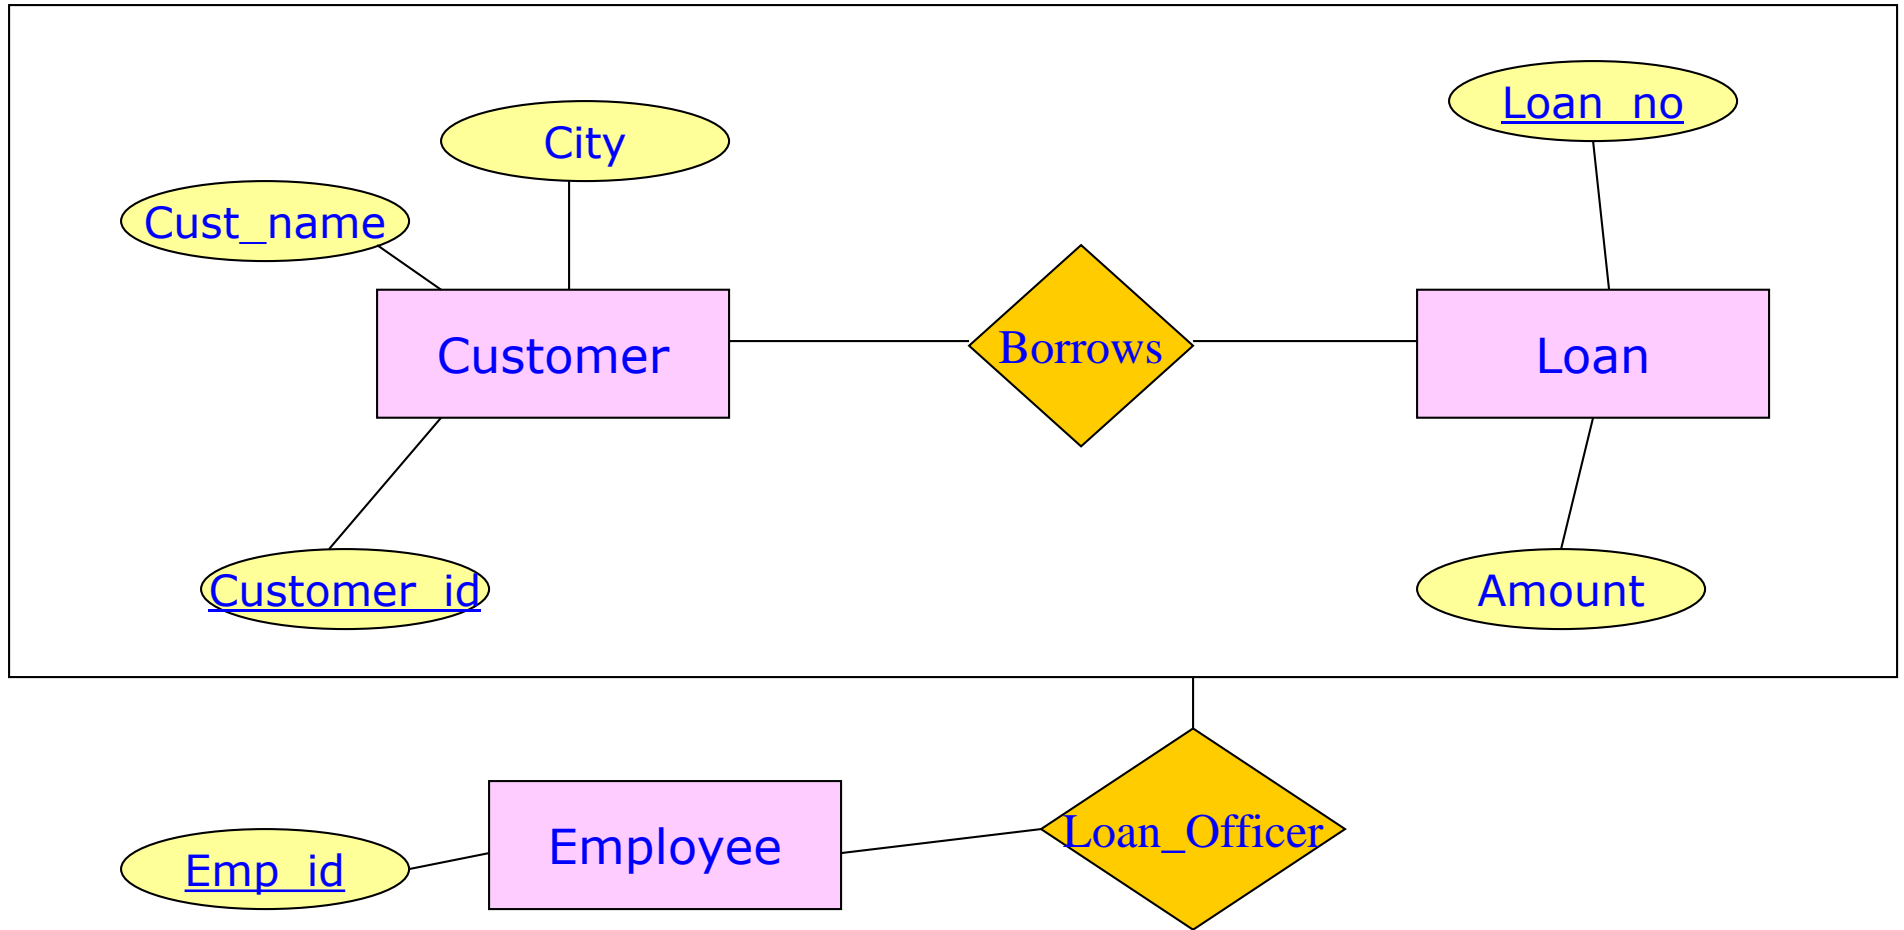 Loan_no
City
Cust_name
Customer
Borrows
Loan
Customer_id
Amount
Employee
Loan_Officer
Emp_id